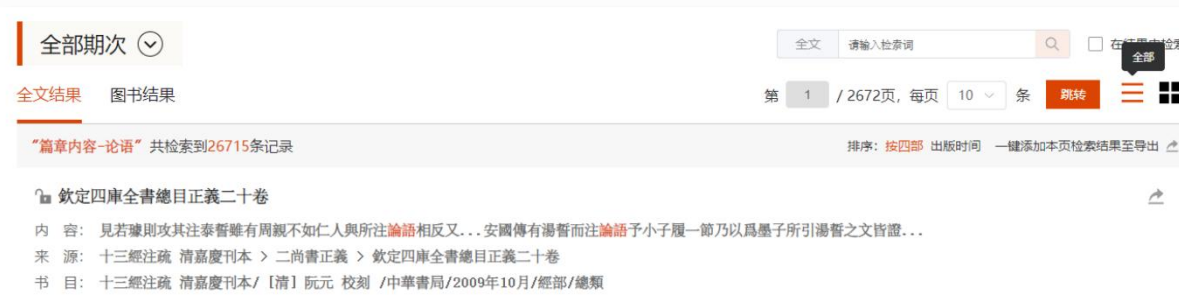 全部期次
全文 请输入检索词 在结果中检索
全部
全文结果 图书结果 第 1 / 2672页，每页 10 条 跳转
"篇章内容-论语" 共检索到26715条记录 排序：按四部 出版时间 一键添加本页检索结果至导出
欽定四庫全書總目正義二十卷
内 容： 見若璩則攻其注泰誓雖有周親不如仁人與所注論語相反又...安國傳有湯誓而注論語予小子履一節乃以爲墨子所引湯誓之文皆證...
来 源： 十三經注疏 清嘉慶刊本 > 二尚書正義 > 欽定四庫全書總目正義二十卷
书 目： 十三經注疏 清嘉慶刊本/ [清] 阮元 校刻 /中華書局/2009年10月/經部/總類